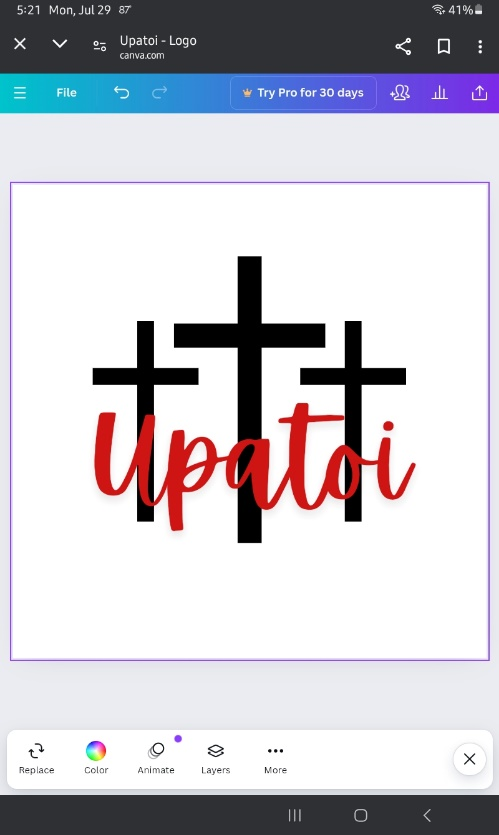 5:21 Mon, Jul 29 87° 41%
Upatoi - Logo
canva.com
File Try Pro for 30 days
Upatoi
Replace Color Animate Layers More